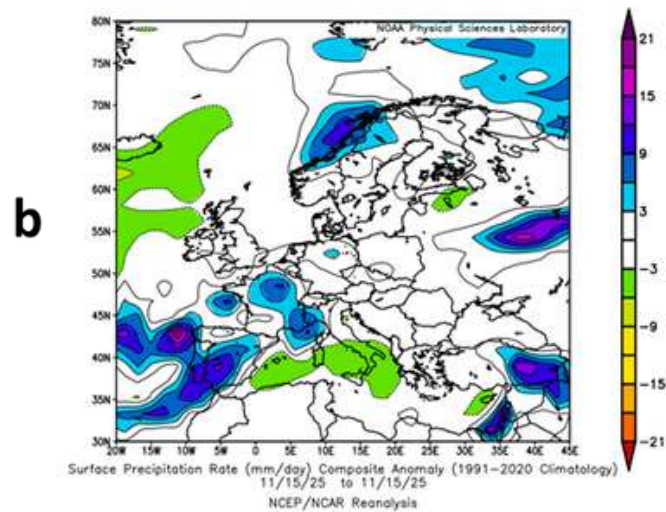 b
NOAA Physical Sciences Laboratory
80N
70N
60N
55N
50N
45N
40N
35N
30N
20W 15W 10W 5W 0 5E 10E 15E 20E 25E 30E 35E 40E 45E
21
15
9
3
-3
-9
-15
-21
Surface Precipitation Rate (mm/day) Composite Anomaly (1991-2020 Climatology)
11/15/25 to 11/15/25
NCEP/NCAR Reanalysis